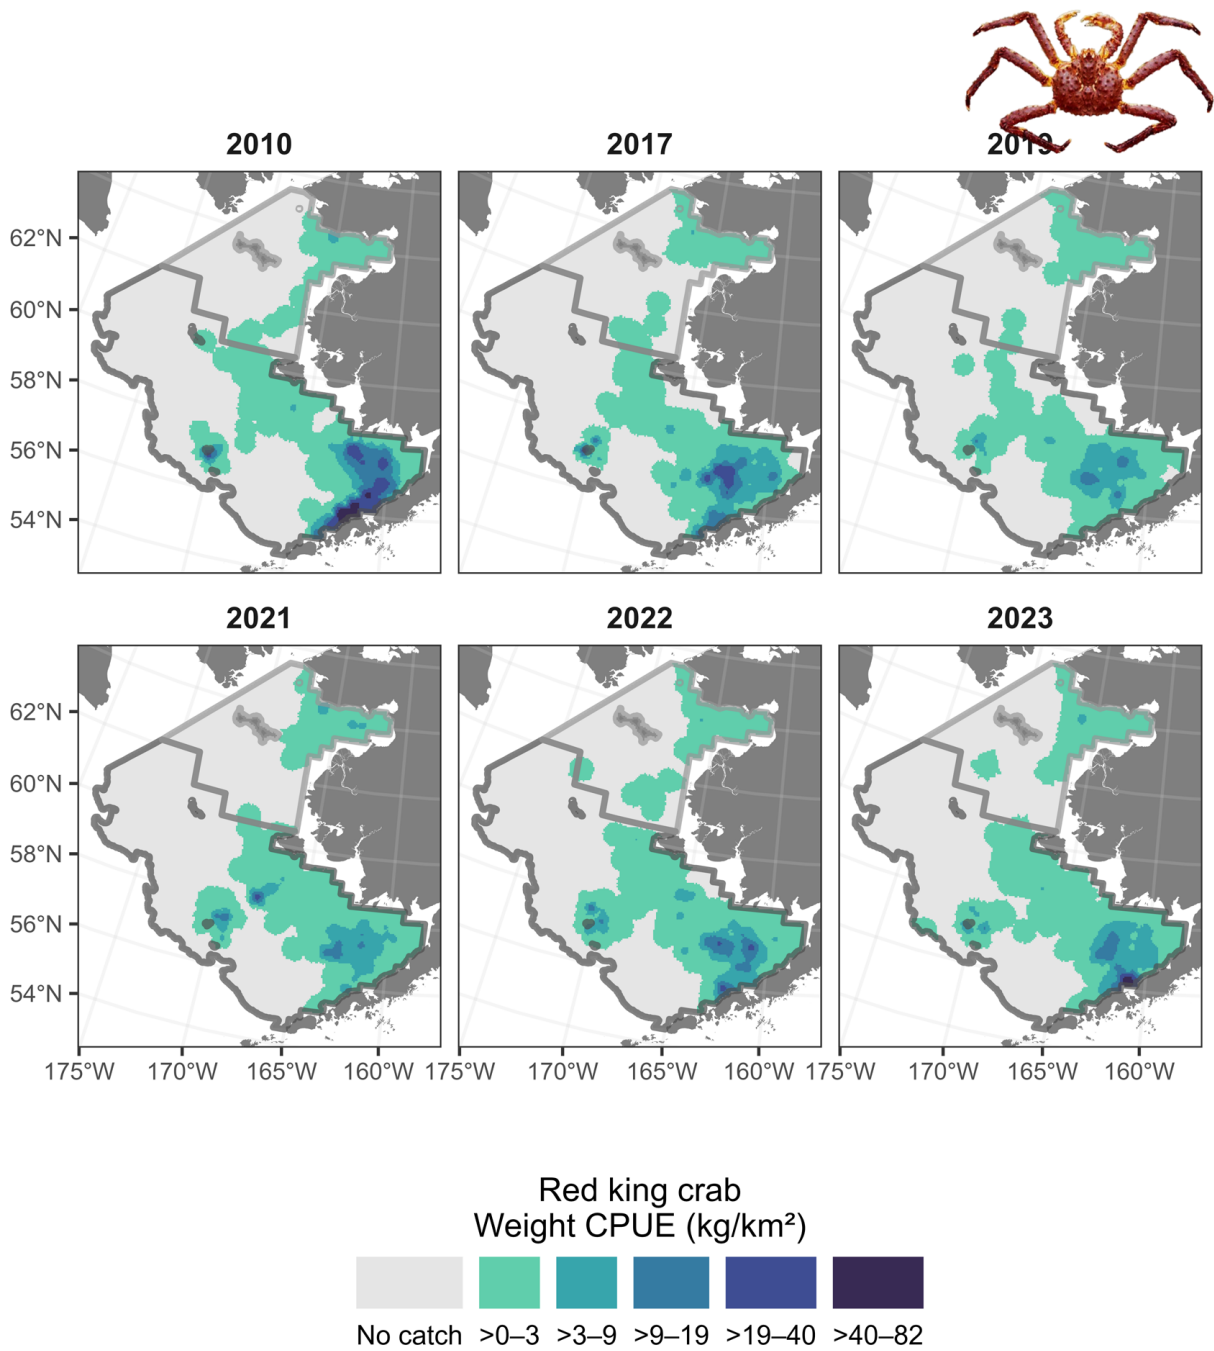 2010 2017 2019
62°N
60°N
58°N
56°N
54°N
2021 2022 2023
62°N
60°N
58°N
56°N
54°N
175°W 170°W 165°W 160°W 175°W 170°W 165°W 160°W 175°W 170°W 165°W 160°W
Red king crab
Weight CPUE (kg/km²)
No catch >0–3 >3–9 >9–19 >19–40 >40–82